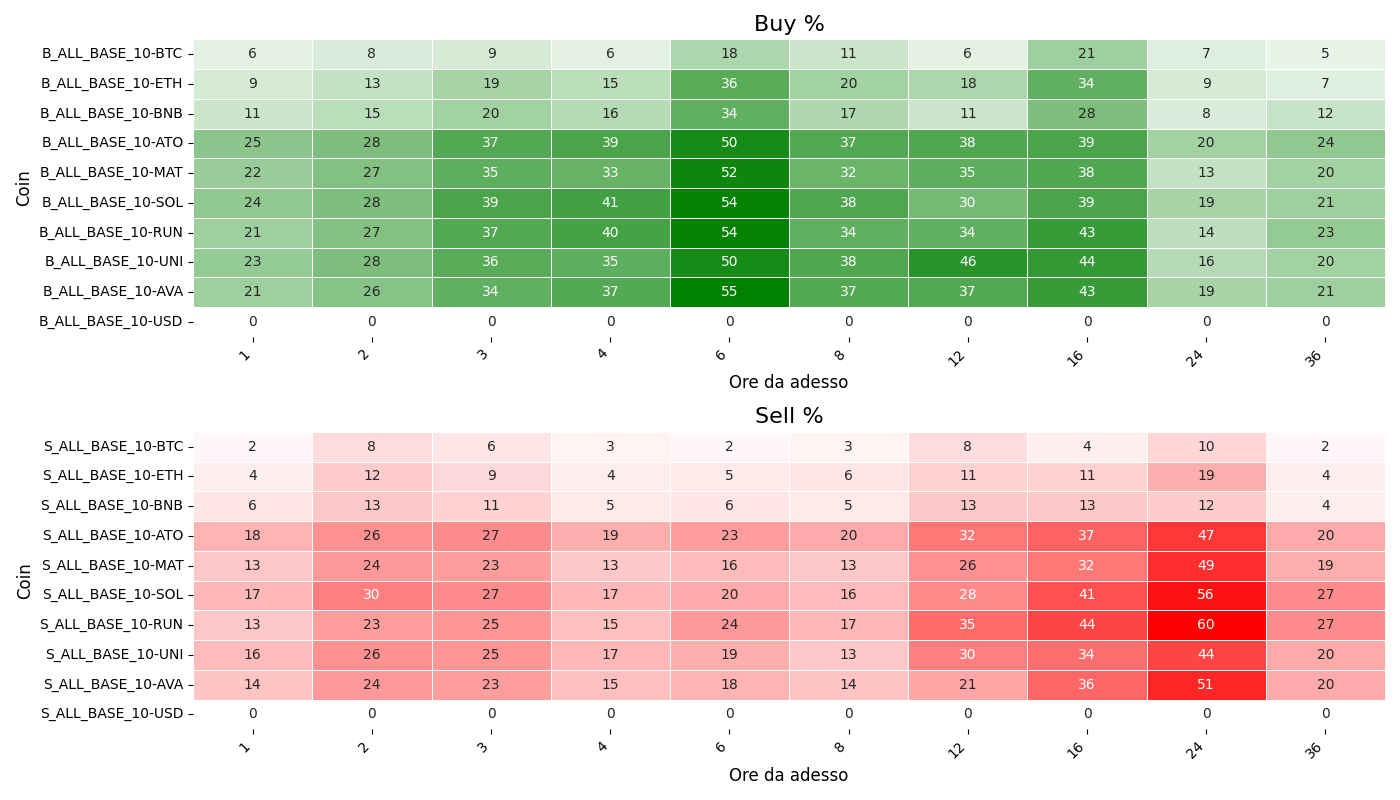 Buy %
Coin
B_ALL_BASE_10-BTC 6 8 9 6 18 11 6 21 7 5
B_ALL_BASE_10-ETH 9 13 19 15 36 20 18 34 9 7
B_ALL_BASE_10-BNB 11 15 20 16 34 17 11 28 8 12
B_ALL_BASE_10-ATO 25 28 37 39 50 37 38 39 20 24
B_ALL_BASE_10-MAT 22 27 35 33 52 32 35 38 13 20
B_ALL_BASE_10-SOL 24 28 39 41 54 38 30 39 19 21
B_ALL_BASE_10-RUN 21 27 37 40 54 34 34 43 14 23
B_ALL_BASE_10-UNI 23 28 36 35 50 38 46 44 16 20
B_ALL_BASE_10-AVA 21 26 34 37 55 37 37 43 19 21
B_ALL_BASE_10-USD 0 0 0 0 0 0 0 0 0 0
1 2 3 4 6 8 12 16 24 36
Ore da adesso
Sell %
Coin
S_ALL_BASE_10-BTC 2 8 6 3 2 3 8 4 10 2
S_ALL_BASE_10-ETH 4 12 9 4 5 6 11 11 19 4
S_ALL_BASE_10-BNB 6 13 11 5 6 5 13 13 12 4
S_ALL_BASE_10-ATO 18 26 27 19 23 20 32 37 47 20
S_ALL_BASE_10-MAT 13 24 23 13 16 13 26 32 49 19
S_ALL_BASE_10-SOL 17 30 27 17 20 16 28 41 56 27
S_ALL_BASE_10-RUN 13 23 25 15 24 17 35 44 60 27
S_ALL_BASE_10-UNI 16 26 25 17 19 13 30 34 44 20
S_ALL_BASE_10-AVA 14 24 23 15 18 14 21 36 51 20
S_ALL_BASE_10-USD 0 0 0 0 0 0 0 0 0 0
1 2 3 4 6 8 12 16 24 36
Ore da adesso